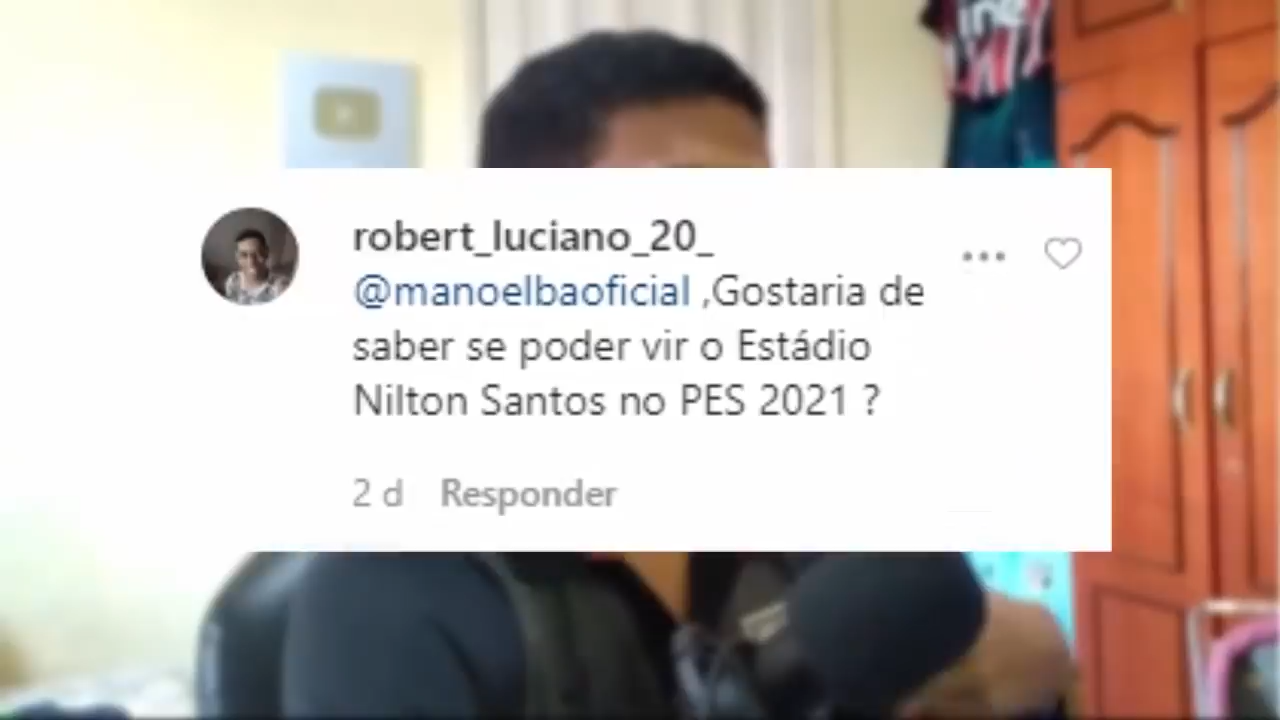 robert_luciano_20_
@manoelbaoficial ,Gostaria de
saber se poder vir o Estádio
Nilton Santos no PES 2021 ?
2 d Responder